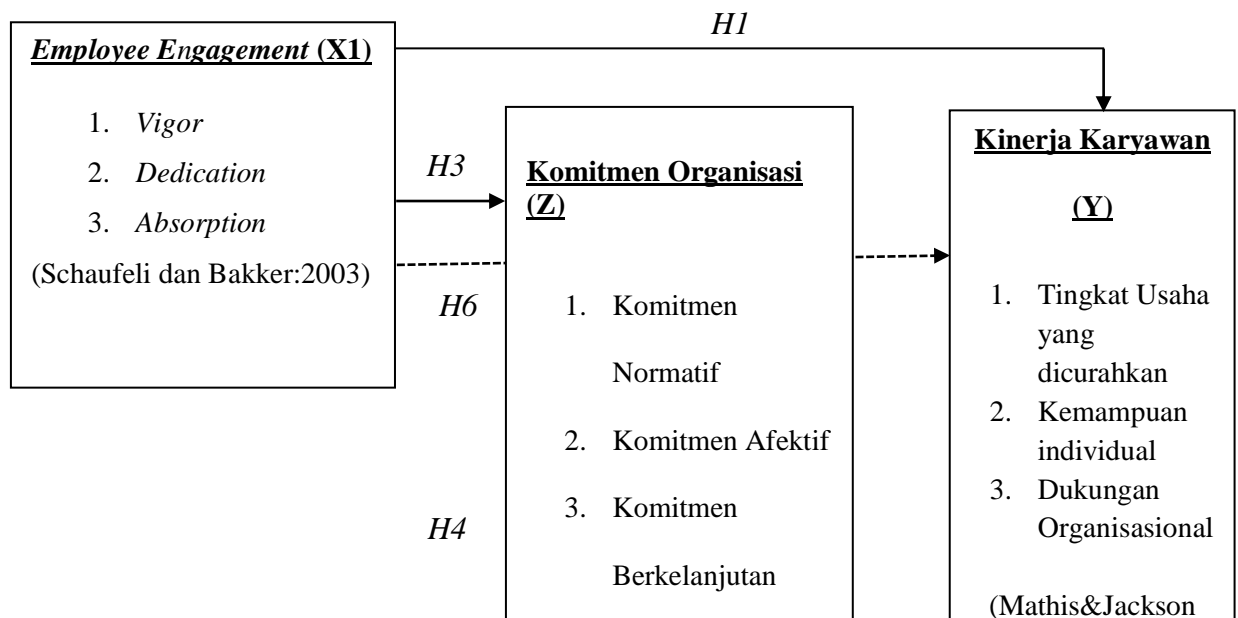 H1
Employee Engagement (X1)
1. Vigor
2. Dedication
3. Absorption
(Schaufeli dan Bakker:2003)
H3
H6
H4
Komitmen Organisasi
(Z)
1. Komitmen
Normatif
2. Komitmen Afektif
3. Komitmen
Berkelanjutan
Kinerja Karyawan
(Y)
1. Tingkat Usaha
yang
dicurahkan
2. Kemampuan
individual
3. Dukungan
Organisasional
(Mathis&Jackson